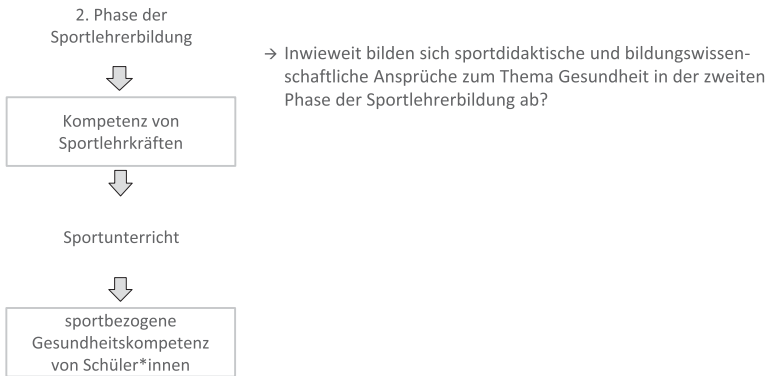 2. Phase der
Sportlehrerbildung
→ Inwieweit bilden sich sportdidaktische und bildungswissen-
schaftliche Ansprüche zum Thema Gesundheit in der zweiten
Phase der Sportlehrerbildung ab?
Kompetenz von
Sportlehrkräften
Sportunterricht
sportbezogene
Gesundheitskompetenz
von Schüler*innen